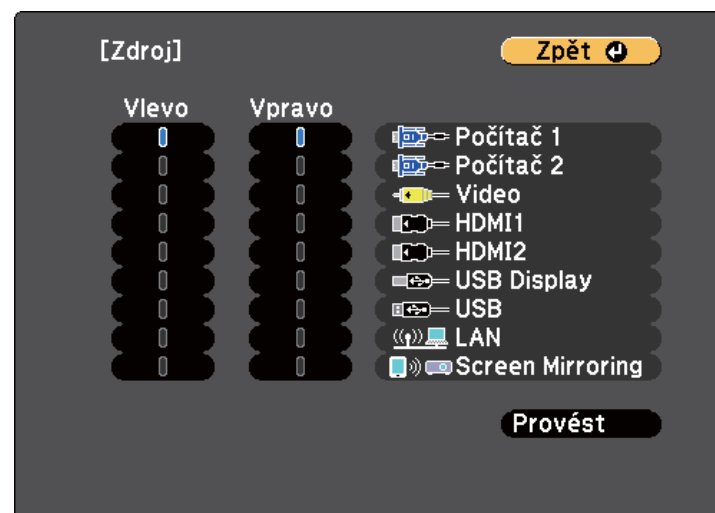 [Zdroj]
Zpět
Vlevo Vpravo
Počítač 1
Počítač 2
Video
HDMI1
HDMI2
USB Display
USB
LAN
Screen Mirroring
Provést